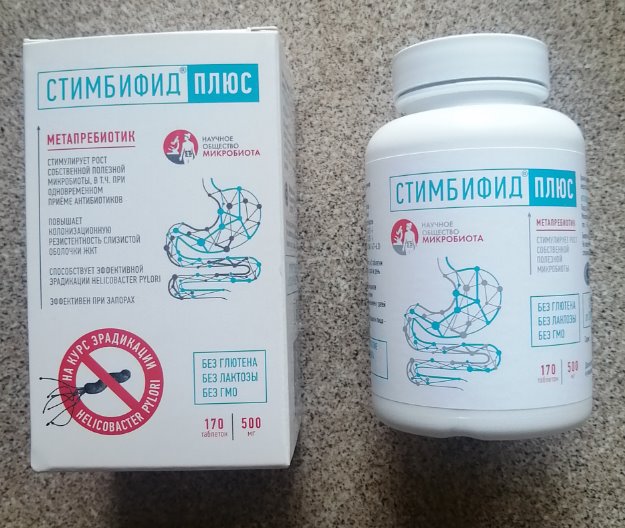 СТИМБИФИД® ПЛЮС
МЕТАПРЕБИОТИК
СТИМУЛИРУЕТ РОСТ
СОБСТВЕННОЙ ПОЛЕЗНОЙ
МИКРОБИОТЫ, В Т.Ч. ПРИ
ОДНОВРЕМЕННОМ
ПРИЁМЕ АНТИБИОТИКОВ
ПОВЫШАЕТ
КОЛОНИЗАЦИОННУЮ
РЕЗИСТЕНТНОСТЬ СЛИЗИСТОЙ
ОБОЛОЧКИ ЖКТ
СПОСОБСТВУЕТ ЭФФЕКТИВНОЙ
ЭРАДИКАЦИИ HELICOBACTER PYLORI
ЭФФЕКТИВЕН ПРИ ЗАПОРАХ
НАУЧНОЕ
ОБЩЕСТВО
МИКРОБИОТА
НА КУРС ЭРАДИКАЦИИ
HELICOBACTER PYLORI
БЕЗ ГЛЮТЕНА
БЕЗ ЛАКТОЗЫ
БЕЗ ГМО
170 500
таблеток мг
СТИМБИФИД® ПЛЮС
НАУЧНОЕ
ОБЩЕСТВО
МИКРОБИОТА
МЕТАПРЕБИОТИК
СТИМУЛИРУЕТ РОСТ
СОБСТВЕННОЙ
ПОЛЕЗНОЙ
МИКРОБИОТЫ
БЕЗ ГЛЮТЕНА
БЕЗ ЛАКТОЗЫ
БЕЗ ГМО
170 500
таблеток мг